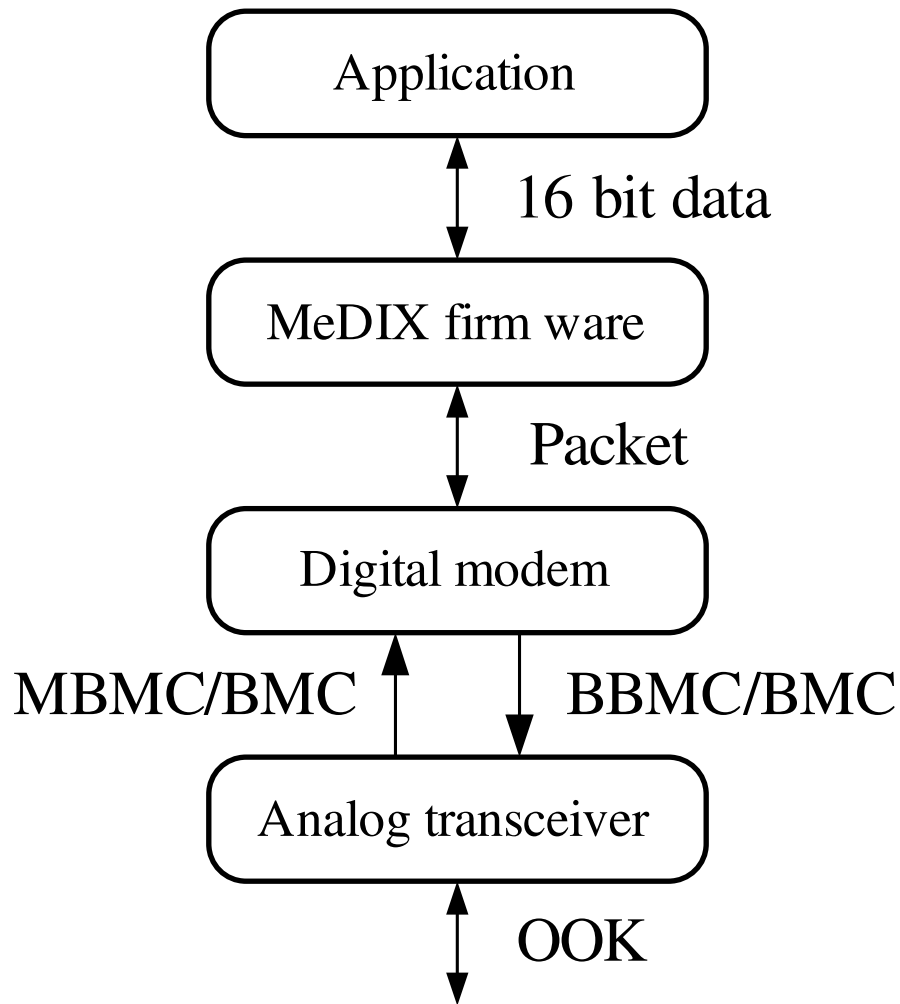 Application
16 bit data
MeDIX firm ware
Packet
Digital modem
MBMC/BMC
BBMC/BMC
Analog transceiver
OOK